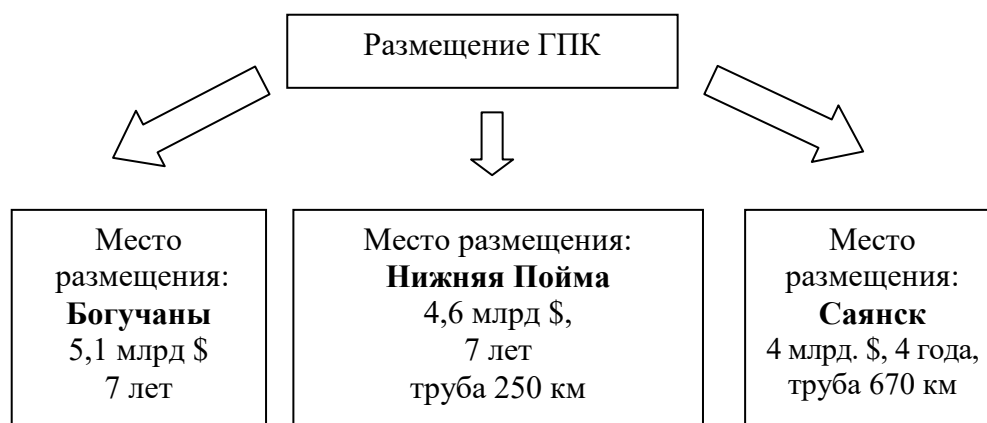 Размещение ГПК
Место
размещения:
Богучаны
5,1 млрд $
7 лет
Место размещения:
Нижняя Пойма
4,6 млрд $,
7 лет
труба 250 км
Место
размещения:
Саянск
4 млрд. $, 4 года,
труба 670 км